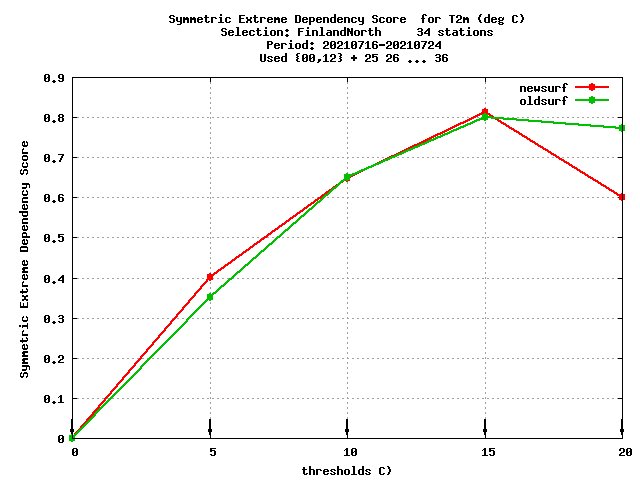 Symmetric Extreme Dependency Score for T2m (deg C)
Selection: FinlandNorth 34 stations
Period: 20210716-20210724
Used {00,12} + 25 26 ... 36
newsurf
oldsurf
Symmetric Extreme Dependency Score
0.9
0.8
0.7
0.6
0.5
0.4
0.3
0.2
0.1
0
0 5 10 15 20
thresholds C)